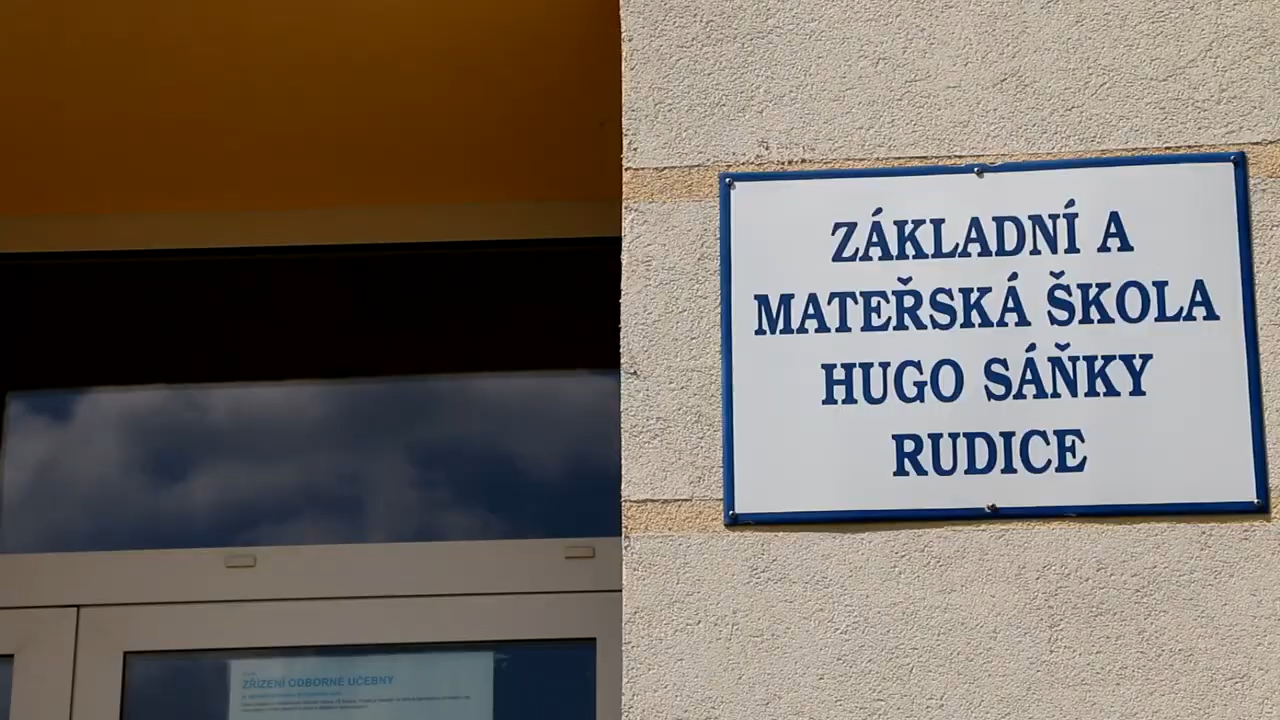 ZÁKLADNÍ A
MATEŘSKÁ ŠKOLA
HUGO SÁŇKY
RUDICE
ZŘÍZENÍ ODBORNÉ UČEBNY